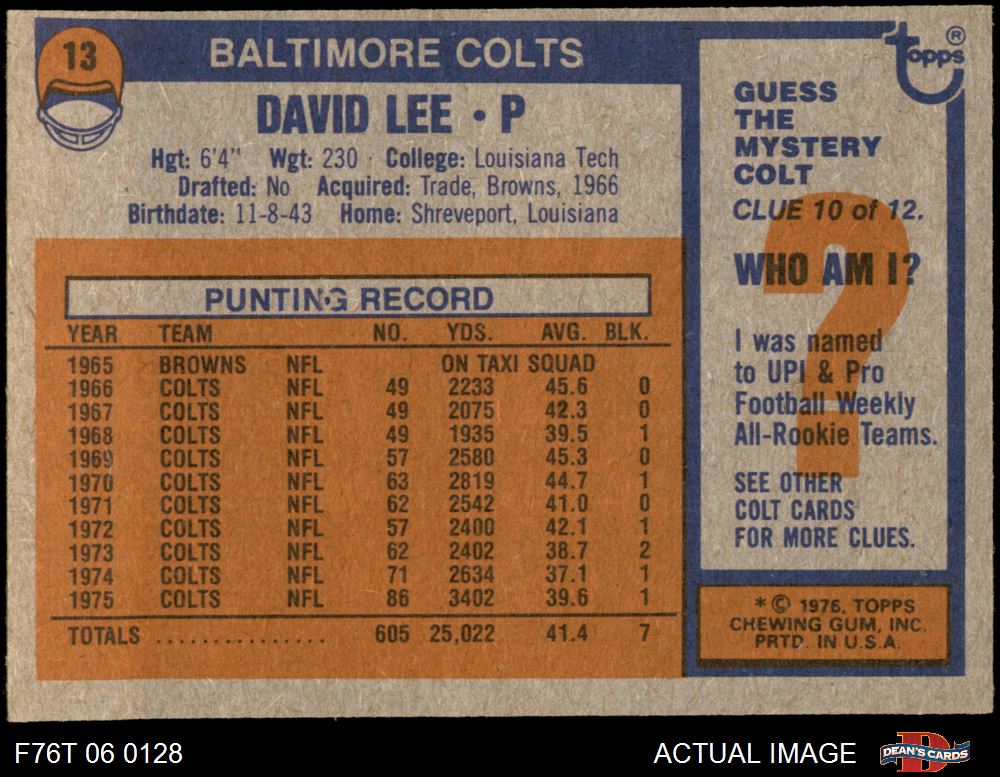 13
BALTIMORE COLTS
DAVID LEE • P
Hgt: 6'4" Wgt: 230 College: Louisiana Tech
Drafted: No Acquired: Trade, Browns, 1966
Birthdate: 11-8-43 Home: Shreveport, Louisiana
PUNTING RECORD
YEAR TEAM NO. YDS. AVG. BLK.
1965 BROWNS NFL ON TAXI SQUAD
1966 COLTS NFL 49 2233 45.6 0
1967 COLTS NFL 49 2075 42.3 0
1968 COLTS NFL 49 1935 39.5 1
1969 COLTS NFL 57 2580 45.3 0
1970 COLTS NFL 63 2819 44.7 1
1971 COLTS NFL 62 2542 41.0 0
1972 COLTS NFL 57 2400 42.1 1
1973 COLTS NFL 62 2402 38.7 2
1974 COLTS NFL 71 2634 37.1 1
1975 COLTS NFL 86 3402 39.6 1
TOTALS ................ 605 25,022 41.4 7
topps ®
GUESS
THE
MYSTERY
COLT
CLUE 10 of 12.
?
WHO AM I?
I was named
to UPI & Pro
Football Weekly
All-Rookie Teams.
SEE OTHER
COLT CARDS
FOR MORE CLUES.
* © 1976, TOPPS
CHEWING GUM, INC.
PRTD. IN U.S.A.
F76T 06 0128
ACTUAL IMAGE
D
DEAN'S CARDS